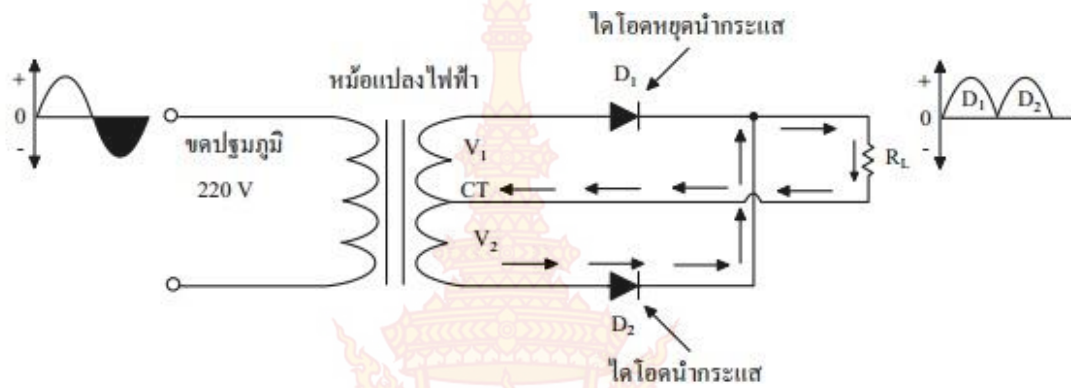 ไดโอดหยุดนำกระแส
หม้อแปลงไฟฟ้า
D₁
+
0
-
ขดปฐมภูมิ
220 V
V₁
CT
V₂
R_L
+
0
-
D₁
D₂
D₂
ไดโอดนำกระแส